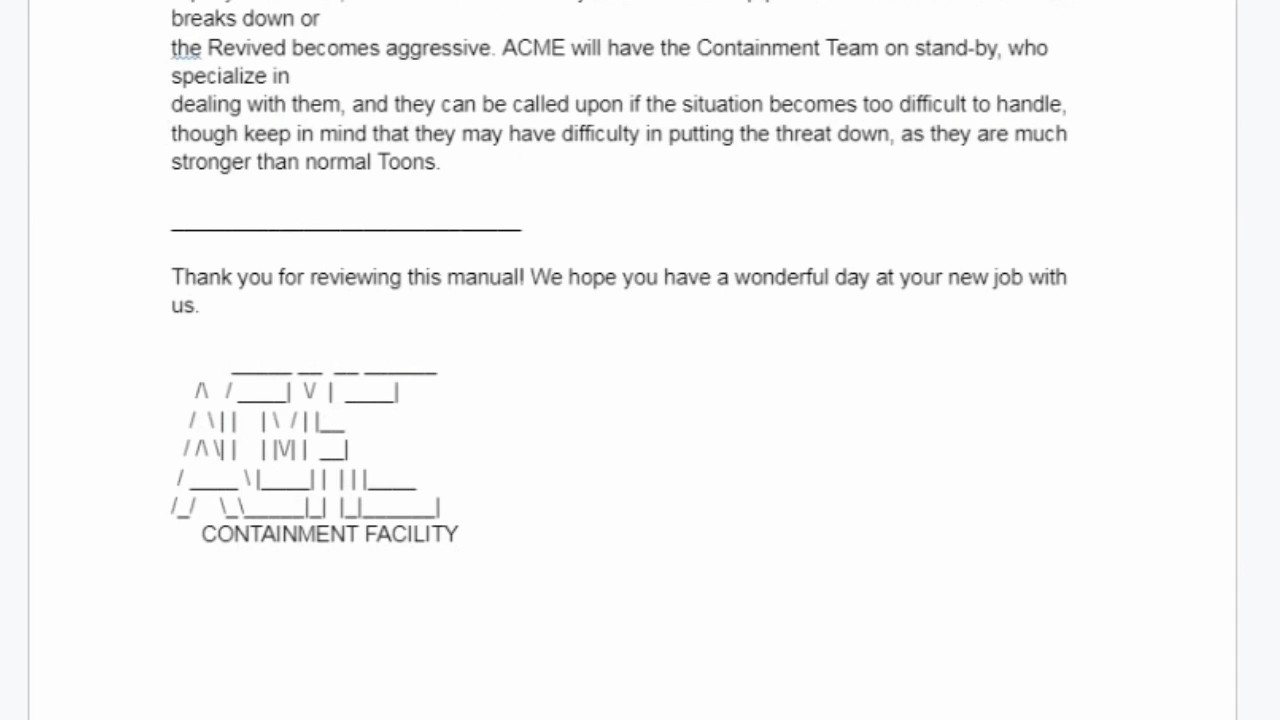 breaks down or
the Revived becomes aggressive. ACME will have the Containment Team on stand-by, who
specialize in
dealing with them, and they can be called upon if the situation becomes too difficult to handle,
though keep in mind that they may have difficulty in putting the threat down, as they are much
stronger than normal Toons.
Thank you for reviewing this manual! We hope you have a wonderful day at your new job with
us.
CONTAINMENT FACILITY